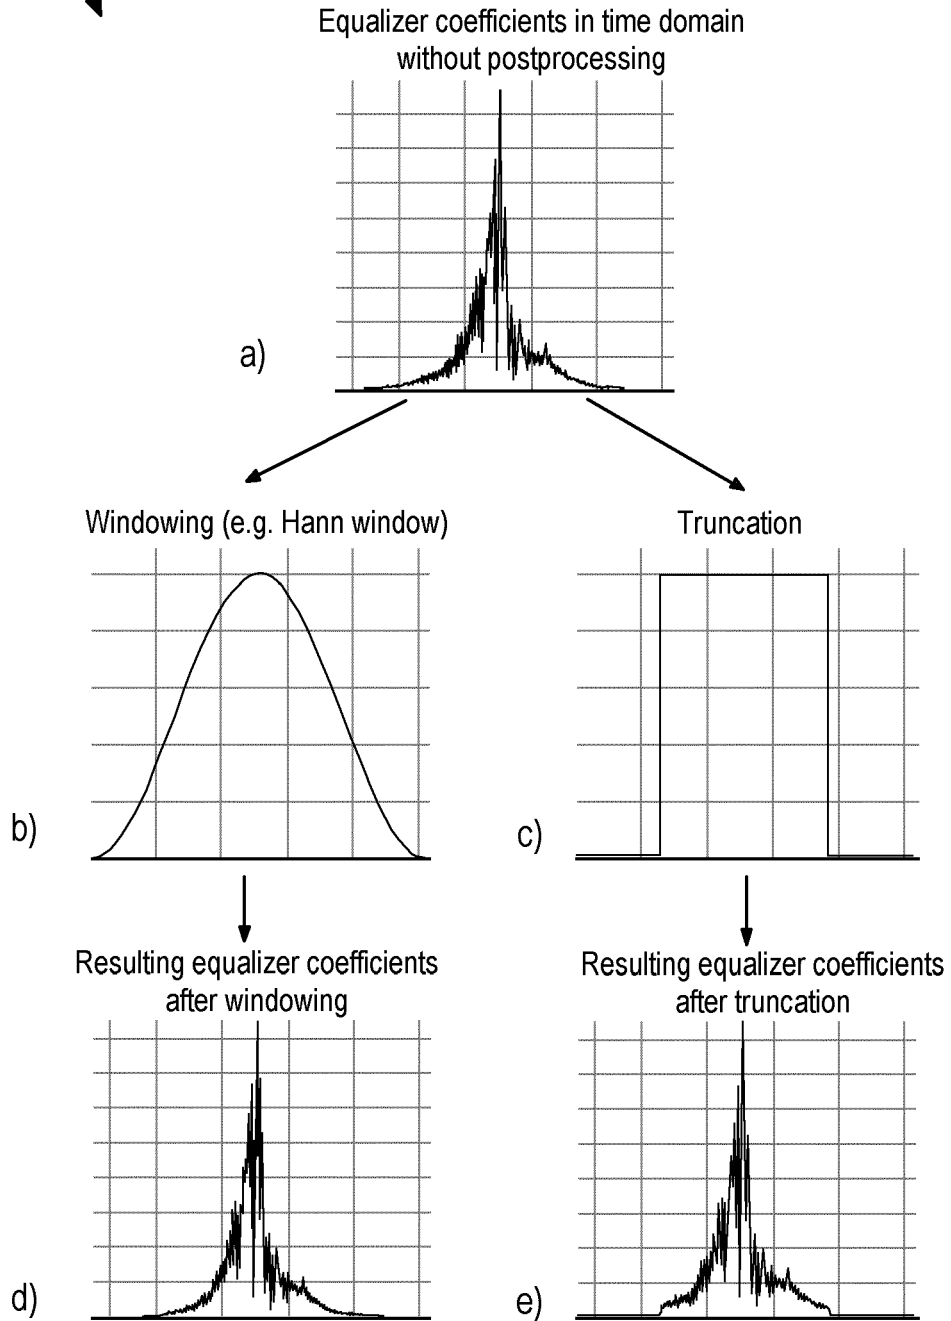 Equalizer coefficients in time domain
without postprocessing
a)
Windowing (e.g. Hann window)
Truncation
b)
c)
Resulting equalizer coefficients
after windowing
Resulting equalizer coefficients
after truncation
d)
e)